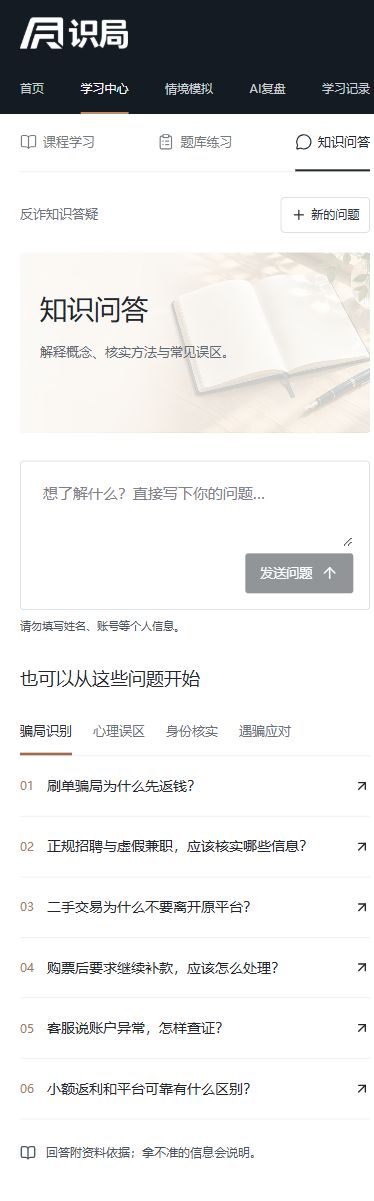 识局
首页 学习中心 情境模拟 AI复盘 学习记录
课程学习 题库练习 知识问答
反诈知识答疑 + 新的问题
知识问答
解释概念、核实方法与常见误区。
想了解什么？直接写下你的问题...
发送问题 ↑
请勿填写姓名、账号等个人信息。
也可以从这些问题开始
骗局识别 心理误区 身份核实 遇骗应对
01 刷单骗局为什么先返钱？
02 正规招聘与虚假兼职，应该核实哪些信息？
03 二手交易为什么不要离开原平台？
04 购票后要求继续补款，应该怎么处理？
05 客服说账户异常，怎样查证？
06 小额返利和平台可靠有什么区别？
回答附资料依据；拿不准的信息会说明。